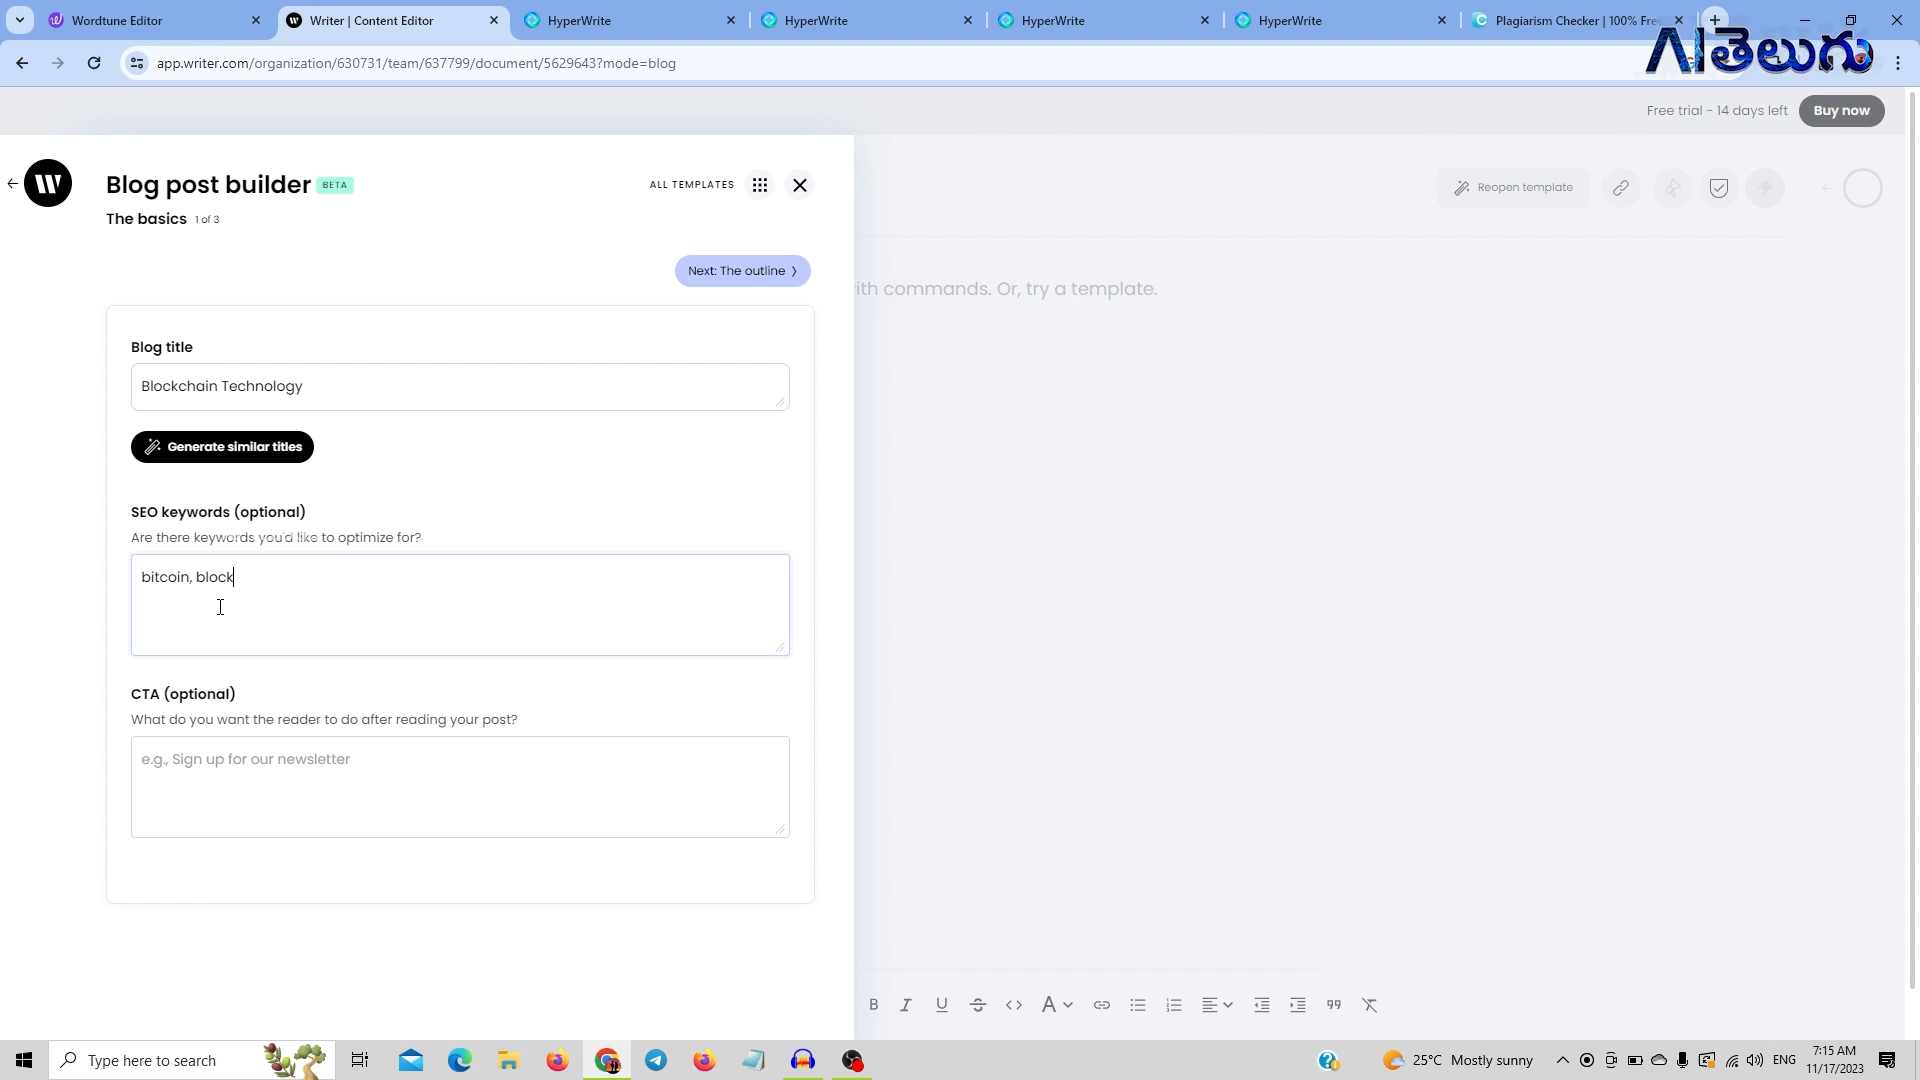 Wordtune Editor
Writer | Content Editor
HyperWrite
HyperWrite
HyperWrite
HyperWrite
Plagiarism Checker | 100% Free
AI తెలుగు
app.writer.com/organization/630731/team/637799/document/5629643?mode=blog
Free trial - 14 days left
Buy now
Blog post builder BETA
ALL TEMPLATES
The basics 1 of 3
Reopen template
Next: The outline
ith commands. Or, try a template.
Blog title
Blockchain Technology
Generate similar titles
SEO keywords (optional)
Are there keywords you'd like to optimize for?
bitcoin, block
CTA (optional)
What do you want the reader to do after reading your post?
e.g., Sign up for our newsletter
Type here to search
25°C Mostly sunny
ENG
7:15 AM
11/17/2023